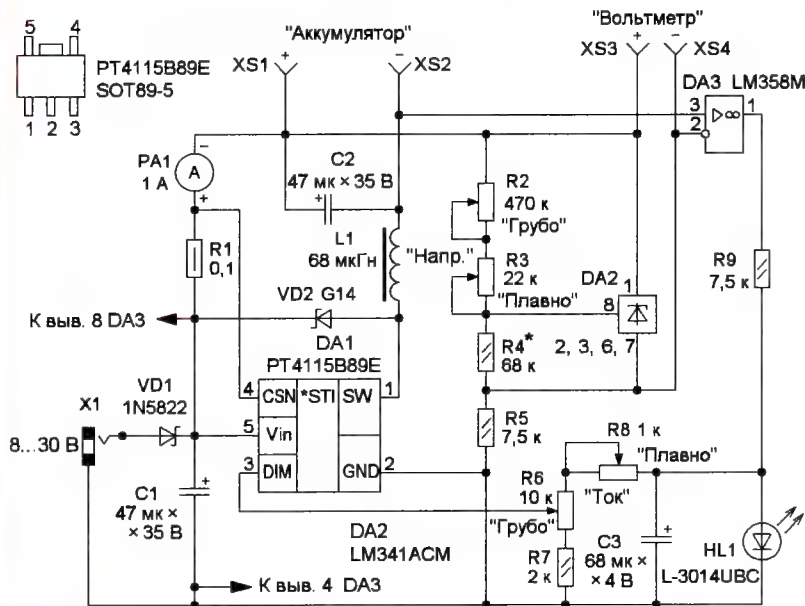 "Аккумулятор"
"Вольтметр"
5 4
PT4115B89E
SOT89-5
1 2 3
XS1 + − XS2
XS3 + − XS4
DA3 LM358M
3 ▷∞ 1
2
PA1
1 A
−
A
+
C2
47 мк × 35 В
+
R2
470 к
"Грубо"
L1
68 мкГн
"Напр."
R3
22 к
"Плавно"
R1
0,1
R9
7,5 к
DA2
1
8
2, 3, 6, 7
VD2 G14
К выв. 8 DA3
DA1
PT4115B89E
R4*
68 к
X1
VD1
1N5822
4 CSN *STI SW 1
8...30 В
5 Vin
3 DIM GND 2
R5
7,5 к
R8 1 к
"Плавно"
R6
10 к
"Ток"
"Грубо"
C1
47 мк ×
× 35 В
+
DA2
LM341ACM
R7
2 к
C3
68 мк ×
× 4 В
+
HL1
L-3014UBC
К выв. 4 DA3